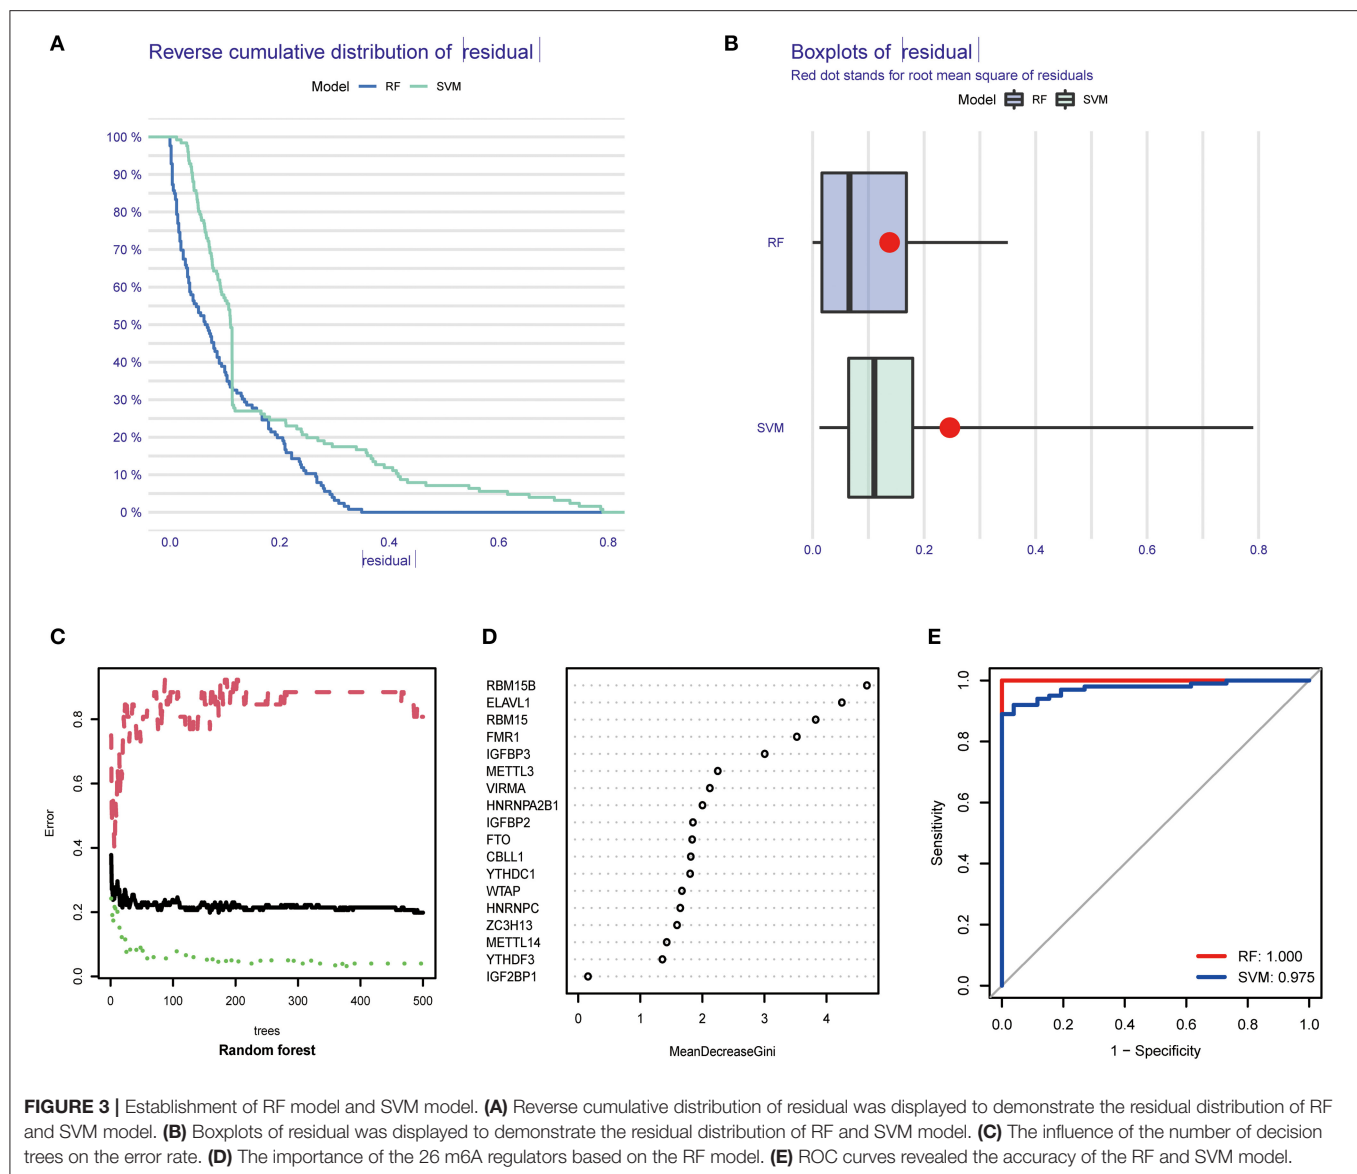 A
Reverse cumulative distribution of |residual|
Model RF SVM
100 %
90 %
80 %
70 %
60 %
50 %
40 %
30 %
20 %
10 %
0 %
0.0 0.2 0.4 0.6 0.8
|residual|
B
Boxplots of |residual|
Red dot stands for root mean square of residuals
Model RF SVM
RF
SVM
0.0 0.2 0.4 0.6 0.8
C
Error
0.8
0.6
0.4
0.2
0.0
0 100 200 300 400 500
trees
Random forest
D
RBM15B
ELAVL1
RBM15
FMR1
IGFBP3
METTL3
VIRMA
HNRNPA2B1
IGFBP2
FTO
CBLL1
YTHDC1
WTAP
HNRNPC
ZC3H13
METTL14
YTHDF3
IGF2BP1
0 1 2 3 4
MeanDecreaseGini
E
Sensitivity
1.0
0.8
0.6
0.4
0.2
0.0
RF: 1.000
SVM: 0.975
0.0 0.2 0.4 0.6 0.8 1.0
1 − Specificity
FIGURE 3 | Establishment of RF model and SVM model. (A) Reverse cumulative distribution of residual was displayed to demonstrate the residual distribution of RF
and SVM model. (B) Boxplots of residual was displayed to demonstrate the residual distribution of RF and SVM model. (C) The influence of the number of decision
trees on the error rate. (D) The importance of the 26 m6A regulators based on the RF model. (E) ROC curves revealed the accuracy of the RF and SVM model.